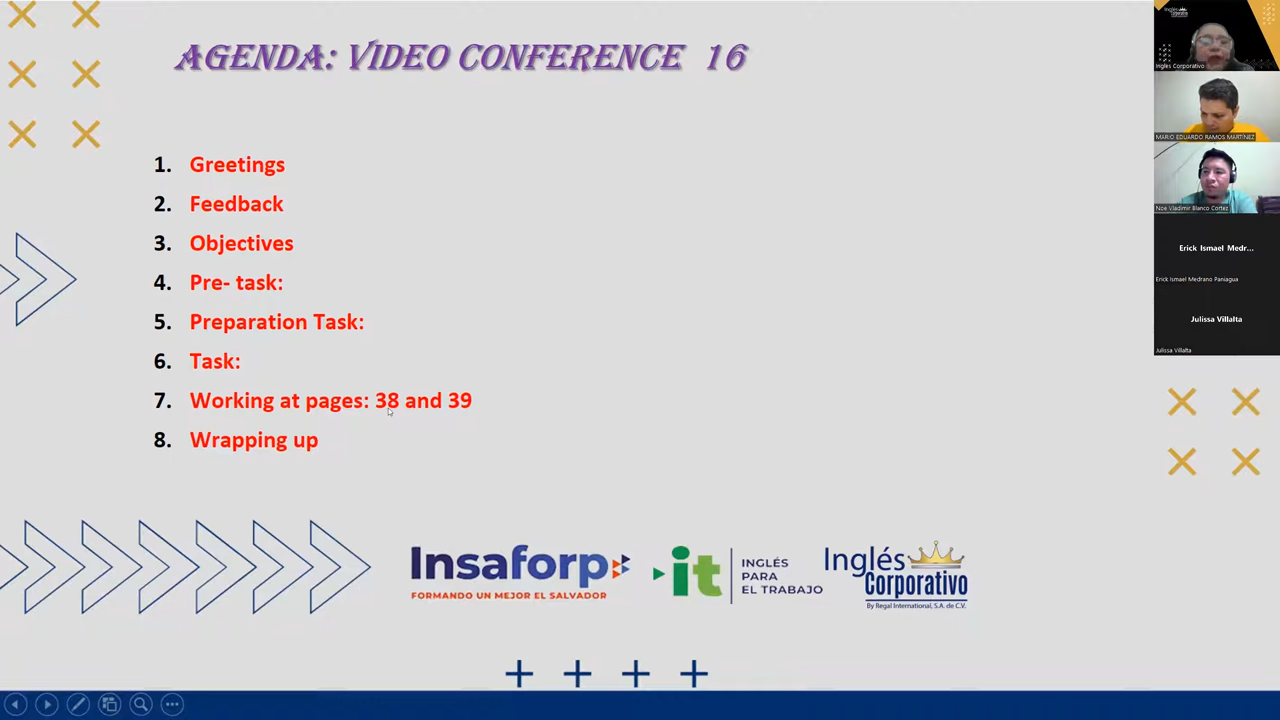 AGENDA: VIDEO CONFERENCE 16
1. Greetings
2. Feedback
3. Objectives
4. Pre- task:
5. Preparation Task:
6. Task:
7. Working at pages: 38 and 39
8. Wrapping up
Insaforp
FORMANDO UN MEJOR EL SALVADOR
it
INGLÉS
PARA
EL TRABAJO
Inglés
Corporativo
By Regal International, S.A. de C.V.
Inglés Corporativo
MARIO EDUARDO RAMOS MARTINEZ
Noe Vladimir Blanco Cortez
Erick Ismael Medr...
Erick Ismael Medrano Paniagua
Julissa Villalta
Julissa Villalta